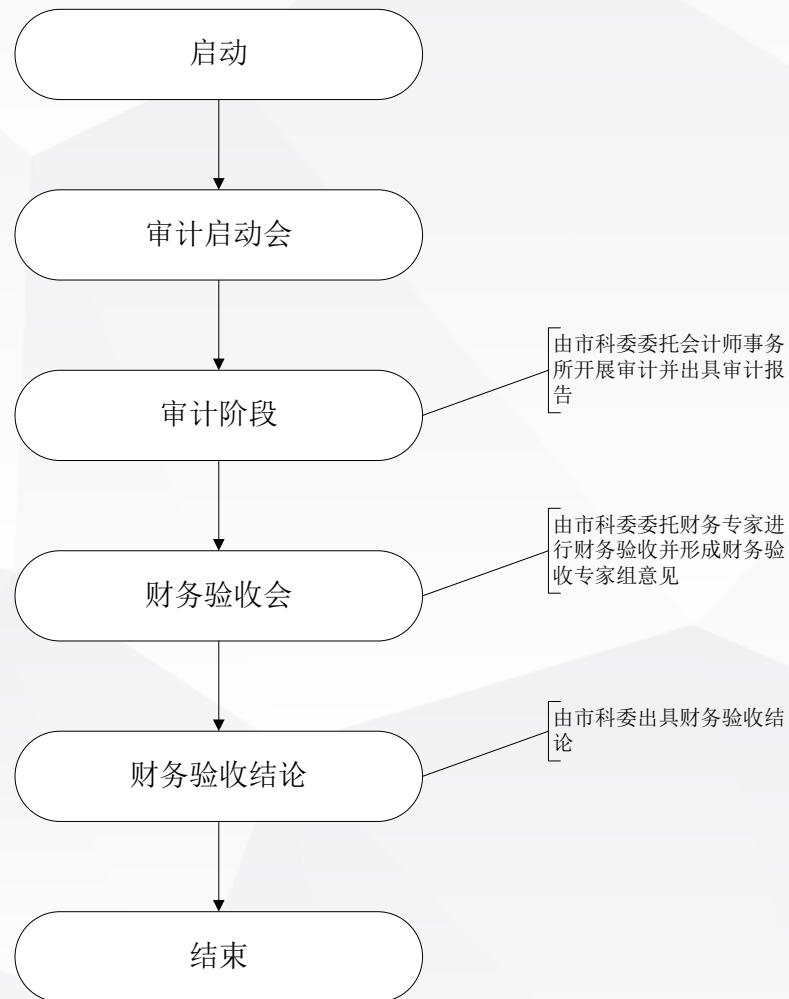 启动
审计启动会
审计阶段
由市科委委托会计师事务
所开展审计并出具审计报
告
财务验收会
由市科委委托财务专家进
行财务验收并形成财务验
收专家组意见
财务验收结论
由市科委出具财务验收结
论
结束